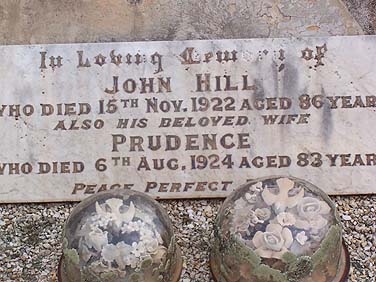 In Loving Memory of
JOHN HILL
WHO DIED 15TH NOV. 1922 AGED 86 YEAR
ALSO HIS BELOVED WIFE
PRUDENCE
WHO DIED 6TH AUG. 1924 AGED 83 YEAR
PEACE PERFECT